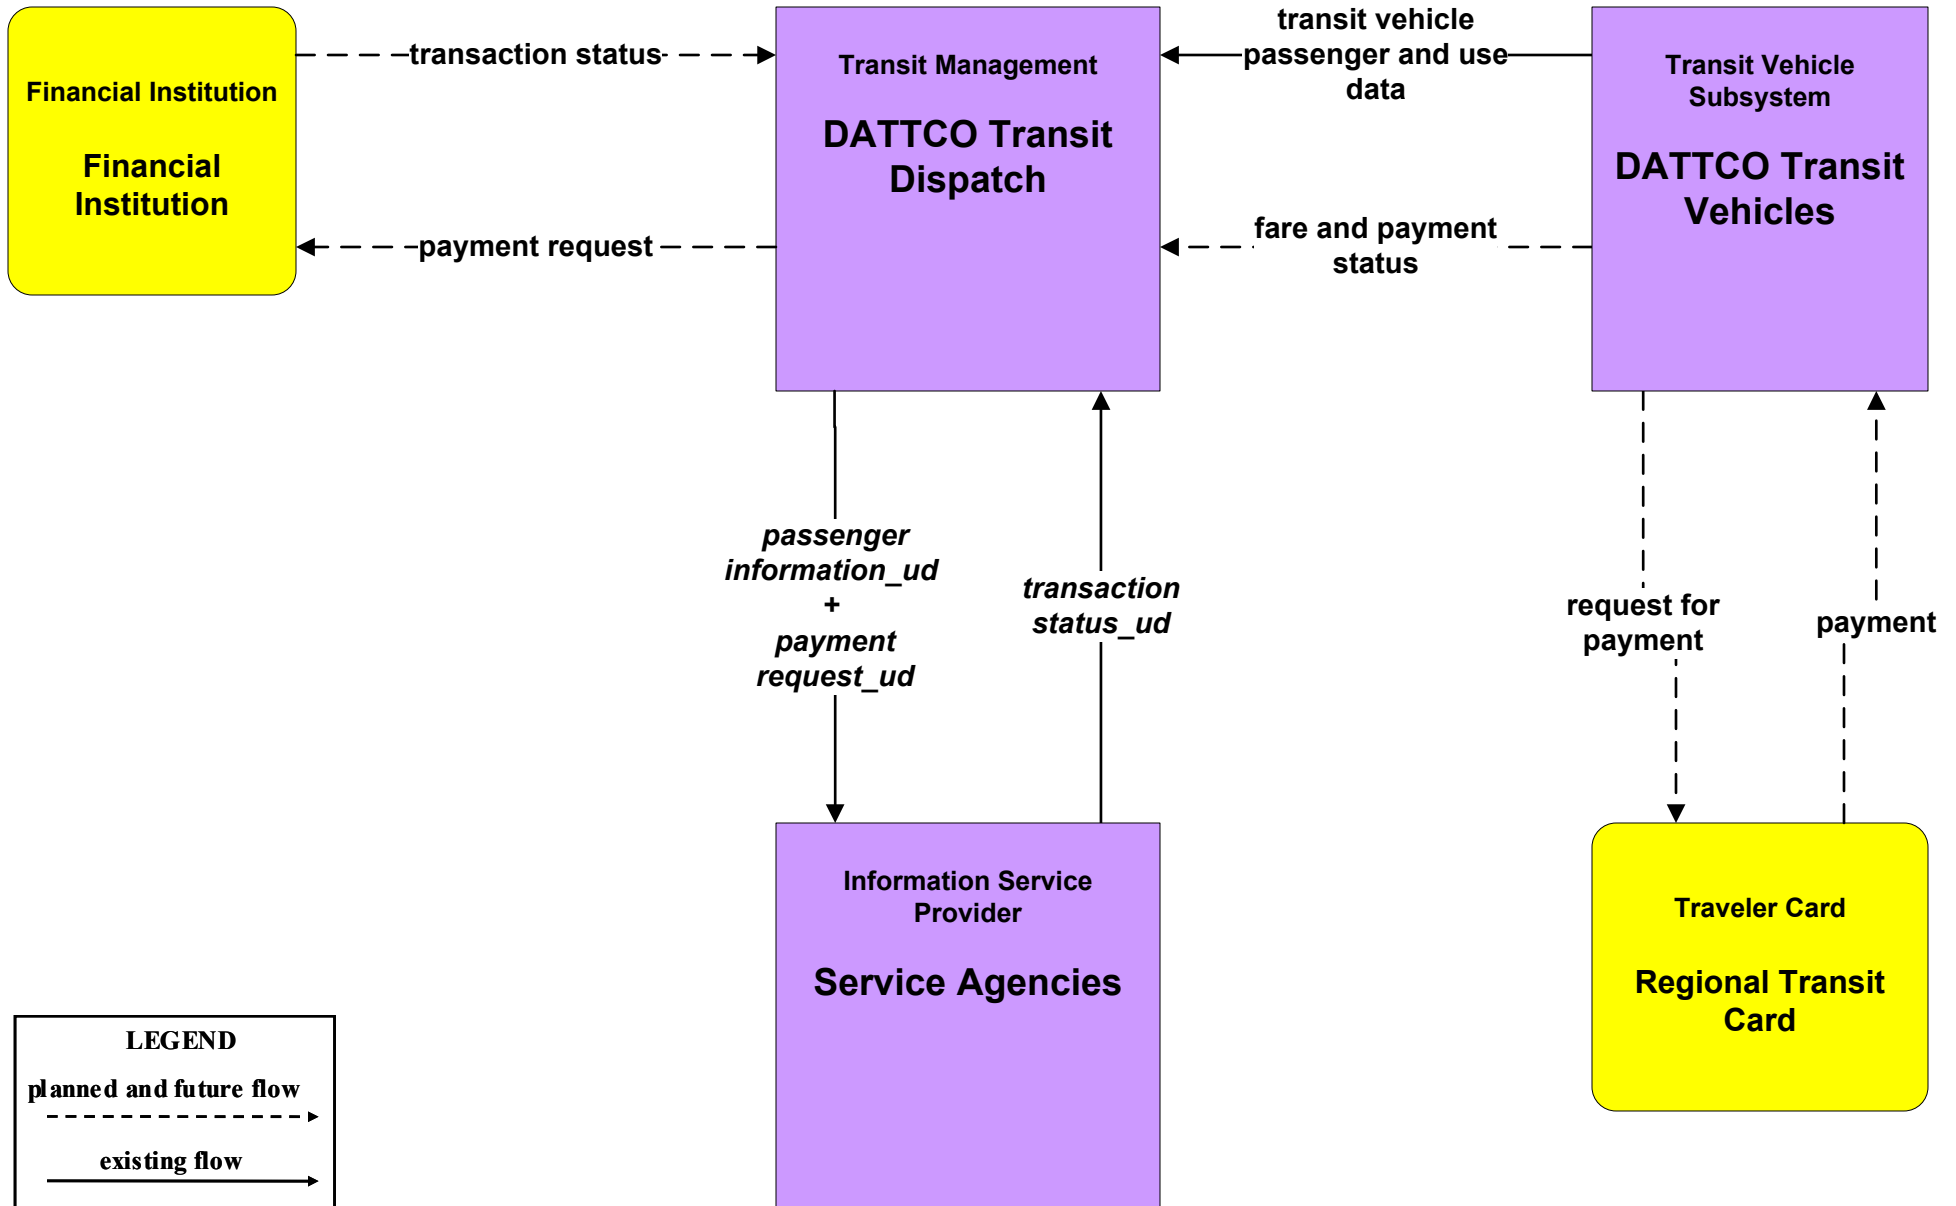 Financial Institution
Financial
Institution
transaction status
payment request
Transit Management
DATTCO Transit
Dispatch
transit vehicle
passenger and use
data
fare and payment
status
Transit Vehicle
Subsystem
DATTCO Transit
Vehicles
passenger
information_ud
+
payment
request_ud
transaction
status_ud
request for
payment
payment
Information Service
Provider
Service Agencies
Traveler Card
Regional Transit
Card
LEGEND
planned and future flow
existing flow